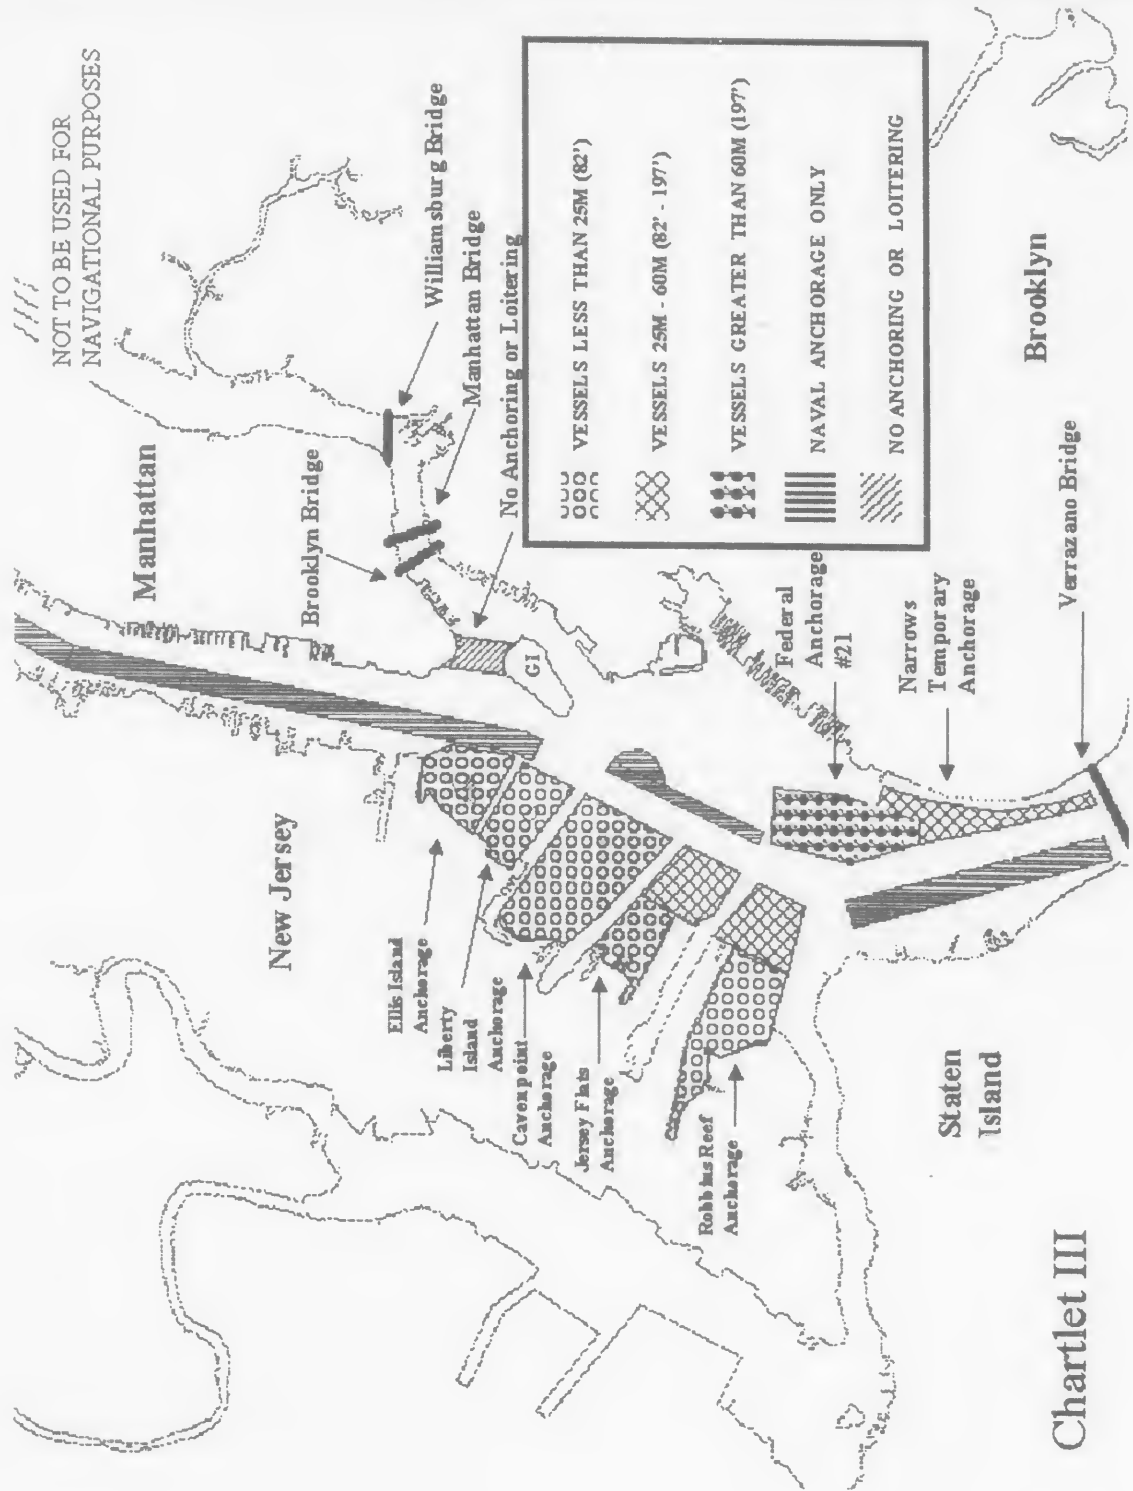 NOT TO BE USED FOR
NAVIGATIONAL PURPOSES
Manhattan
Williamsburg Bridge
Manhattan Bridge
Brooklyn Bridge
No Anchoring or Loitering
GI
New Jersey
Ellis Island
Anchorage
Liberty
Island
Anchorage
Cavenpoint
Anchorage
Jersey Flats
Anchorage
Robbins Reef
Anchorage
VESSELS LESS THAN 25M (82')
VESSELS 25M - 60M (82' - 197')
VESSELS GREATER THAN 60M (197')
NAVAL ANCHORAGE ONLY
NO ANCHORING OR LOITERING
Federal
Anchorage
#21
Narrows
Temporary
Anchorage
Verrazano Bridge
Brooklyn
Staten
Island
Chartlet III